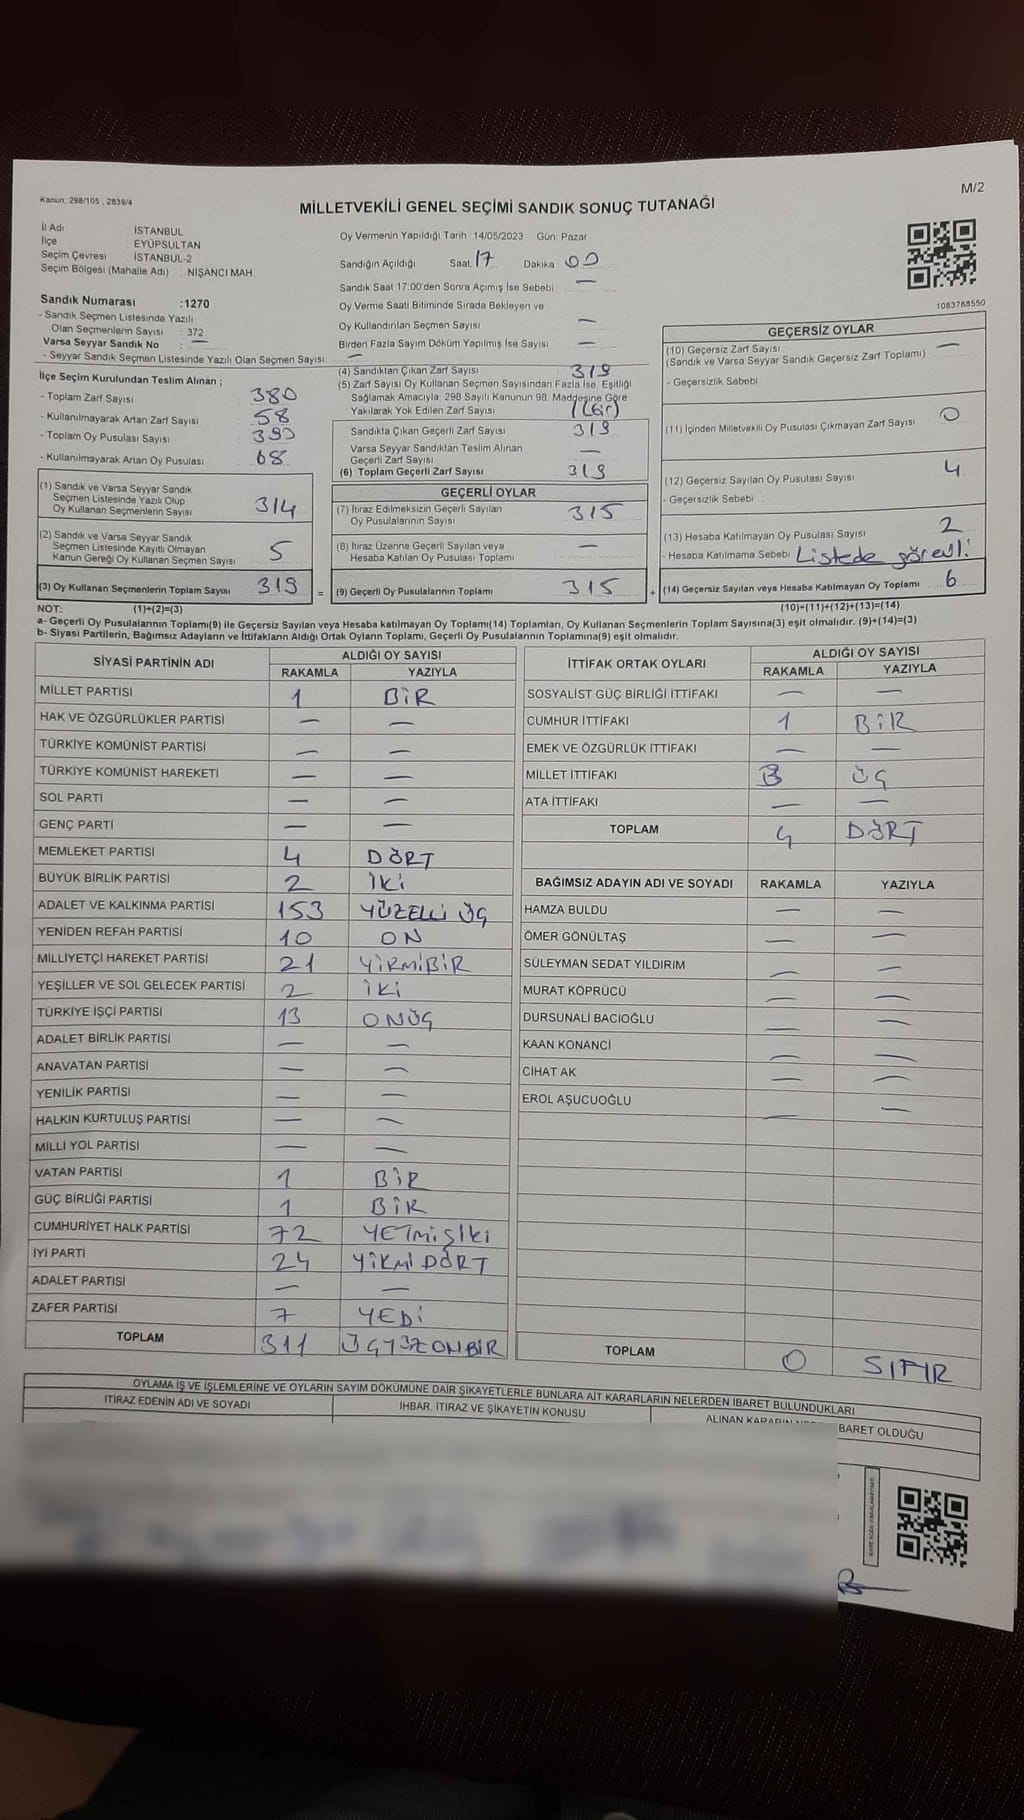 Kanun: 298/105 , 2839/4
M/2
MİLLETVEKİLİ GENEL SEÇİMİ SANDIK SONUÇ TUTANAĞI
İl Adı : İSTANBUL
İlçe : EYÜPSULTAN
Seçim Çevresi : İSTANBUL-2
Seçim Bölgesi (Mahalle Adı) : NİŞANCI MAH.
Oy Vermenin Yapıldığı Tarih :14/05/2023 Gün: Pazar
Sandığın Açıldığı Saat 17 Dakika 00
Sandık Saat 17:00'den Sonra Açımış İse Sebebi —
Oy Verme Saati Bitiminde Sırada Bekleyen ve
Oy Kullandırılan Seçmen Sayısı —
Birden Fazla Sayım Döküm Yapılmış İse Sayısı —
1083785550
Sandık Numarası :1270
- Sandık Seçmen Listesinde Yazılı
Olan Seçmenlerin Sayısı : 372
Varsa Seyyar Sandık No : —
- Seyyar Sandık Seçmen Listesinde Yazılı Olan Seçmen Sayısı : —
İlçe Seçim Kurulundan Teslim Alınan ;
- Toplam Zarf Sayısı 380
- Kullanılmayarak Artan Zarf Sayısı 58
- Toplam Oy Pusulası Sayısı 390
- Kullanılmayarak Artan Oy Pusulası 68
(1) Sandık ve Varsa Seyyar Sandık
Seçmen Listesinde Yazılı Olup
Oy Kullanan Seçmenlerin Sayısı 314
(2) Sandık ve Varsa Seyyar Sandık
Seçmen Listesinde Kayıtlı Olmayan
Kanun Gereği Oy Kullanan Seçmen Sayısı 5
(3) Oy Kullanan Seçmenlerin Toplam Sayısı 319 =
(4) Sandıktan Çıkan Zarf Sayısı 319
(5) Zarf Sayısı Oy Kullanan Seçmen Sayısından Fazla İse, Eşitliği
Sağlamak Amacıyla; 298 Sayılı Kanunun 98. Maddesine Göre
Yakılarak Yok Edilen Zarf Sayısı 1 (Bir)
Sandıkta Çıkan Geçerli Zarf Sayısı 319
Varsa Seyyar Sandıktan Teslim Alınan
Geçerli Zarf Sayısı —
(6) Toplam Geçerli Zarf Sayısı 319
GEÇERLİ OYLAR
(7) İtiraz Edilmeksizin Geçerli Sayılan
Oy Pusulalarının Sayısı 315
(8) İtiraz Üzerine Geçerli Sayılan veya
Hesaba Katılan Oy Pusulası Toplamı —
(9) Geçerli Oy Pusulalarının Toplamı 315 +
GEÇERSİZ OYLAR
(10) Geçersiz Zarf Sayısı —
(Sandık ve Varsa Seyyar Sandık Geçersiz Zarf Toplamı)
- Geçersizlik Sebebi
(11) İçinden Milletvekili Oy Pusulası Çıkmayan Zarf Sayısı 0
(12) Geçersiz Sayılan Oy Pusulası Sayısı 4
- Geçersizlik Sebebi :
(13) Hesaba Katılmayan Oy Pusulası Sayısı 2
- Hesaba Katılmama Sebebi Listede görevli
(14) Geçersiz Sayılan veya Hesaba Katılmayan Oy Toplamı 6
NOT: (1)+(2)=(3) (10)+(11)+(12)+(13)=(14)
a- Geçerli Oy Pusulalarının Toplamı(9) ile Geçersiz Sayılan veya Hesaba katılmayan Oy Toplamı(14) Toplamları, Oy Kullanan Seçmenlerin Toplam Sayısına(3) eşit olmalıdır. (9)+(14)=(3)
b- Siyasi Partilerin, Bağımsız Adayların ve İttifakların Aldığı Ortak Oyların Toplamı, Geçerli Oy Pusulalarının Toplamına(9) eşit olmalıdır.
SİYASİ PARTİNİN ADI ALDIĞI OY SAYISI
RAKAMLA YAZIYLA
MİLLET PARTİSİ 1 BİR
HAK VE ÖZGÜRLÜKLER PARTİSİ — —
TÜRKİYE KOMÜNİST PARTİSİ — —
TÜRKİYE KOMÜNİST HAREKETİ — —
SOL PARTİ — —
GENÇ PARTİ — —
MEMLEKET PARTİSİ 4 DÖRT
BÜYÜK BİRLİK PARTİSİ 2 İKİ
ADALET VE KALKINMA PARTİSİ 153 YÜZELLİ ÜÇ
YENİDEN REFAH PARTİSİ 10 ON
MİLLİYETÇİ HAREKET PARTİSİ 21 YİRMİBİR
YEŞİLLER VE SOL GELECEK PARTİSİ 2 İKİ
TÜRKİYE İŞÇİ PARTİSİ 13 ONÜÇ
ADALET BİRLİK PARTİSİ — —
ANAVATAN PARTİSİ — —
YENİLİK PARTİSİ — —
HALKIN KURTULUŞ PARTİSİ — —
MİLLİ YOL PARTİSİ — —
VATAN PARTİSİ 1 BİR
GÜÇ BİRLİĞİ PARTİSİ 1 BİR
CUMHURİYET HALK PARTİSİ 72 YETMİŞİKİ
İYİ PARTİ 24 YİRMİ DÖRT
ADALET PARTİSİ — —
ZAFER PARTİSİ 7 YEDİ
TOPLAM 311 ÜÇYÜZONBİR
İTTİFAK ORTAK OYLARI ALDIĞI OY SAYISI
RAKAMLA YAZIYLA
SOSYALİST GÜÇ BİRLİĞİ İTTİFAKI — —
CUMHUR İTTİFAKI 1 BİR
EMEK VE ÖZGÜRLÜK İTTİFAKI — —
MİLLET İTTİFAKI 3 ÜÇ
ATA İTTİFAKI — —
TOPLAM 4 DÖRT
BAĞIMSIZ ADAYIN ADI VE SOYADI RAKAMLA YAZIYLA
HAMZA BULDU — —
ÖMER GÖNÜLTAŞ — —
SÜLEYMAN SEDAT YILDIRIM — —
MURAT KÖPRÜCÜ — —
DURSUNALİ BACIOĞLU — —
KAAN KONANCİ — —
CİHAT AK — —
EROL AŞUCUOĞLU — —
TOPLAM 0 SIFIR
OYLAMA İŞ VE İŞLEMLERİNE VE OYLARIN SAYIM DÖKÜMÜNE DAİR ŞİKAYETLERLE BUNLARA AİT KARARLARIN NELERDEN İBARET BULUNDUKLARI
İTİRAZ EDENİN ADI VE SOYADI İHBAR, İTİRAZ VE ŞİKAYETİN KONUSU ALINAN KARARIN İBARET OLDUĞU